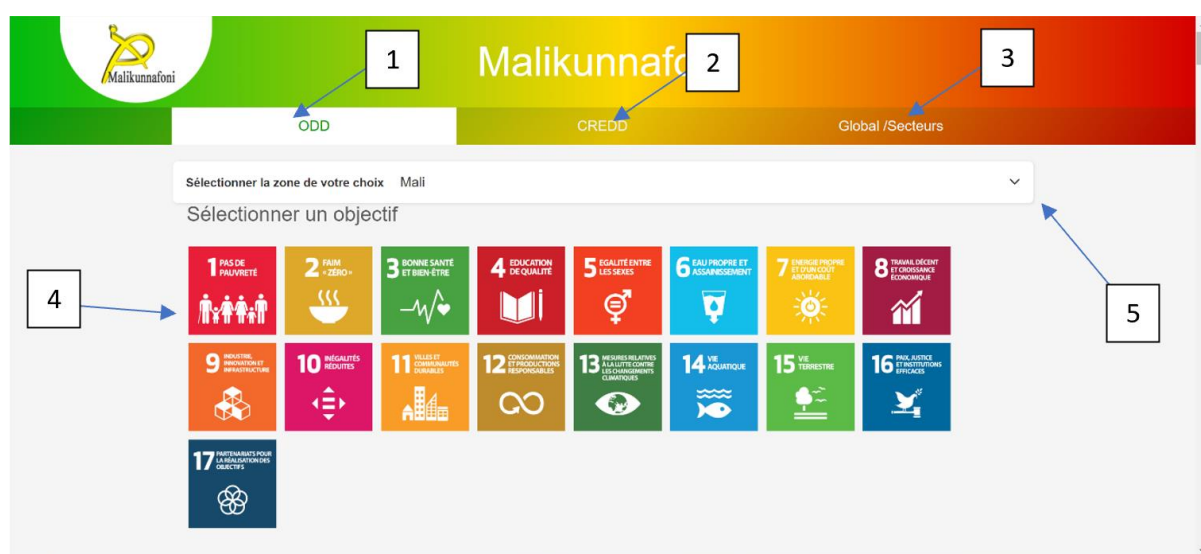 Malikunnafoni
1
Malikunnafo
2
3
ODD
CREDD
Global /Secteurs
Sélectionner la zone de votre choix Mali
Sélectionner un objectif
4
5
1 PAS DE
PAUVRETÉ
2 FAIM
« ZÉRO »
3 BONNE SANTÉ
ET BIEN-ÊTRE
4 EDUCATION
DE QUALITÉ
5 EGALITÉ ENTRE
LES SEXES
6 EAU PROPRE ET
ASSAINISSEMENT
7 ENERGIE PROPRE
ET D'UN COÛT
ABORDABLE
8 TRAVAIL DÉCENT
ET CROISSANCE
ÉCONOMIQUE
9 INDUSTRIE,
INNOVATION ET
INFRASTRUCTURE
10 INÉGALITÉS
RÉDUITES
11 VILLES ET
COMMUNAUTÉS
DURABLES
12 CONSOMMATION
ET PRODUCTIONS
RESPONSABLES
13 MESURES RELATIVES
À LA LUTTE CONTRE
LES CHANGEMENTS
CLIMATIQUES
14 VIE
AQUATIQUE
15 VIE
TERRESTRE
16 PAIX, JUSTICE
ET INSTITUTIONS
EFFICACES
17 PARTENARIATS POUR
LA RÉALISATION DES
OBJECTIFS